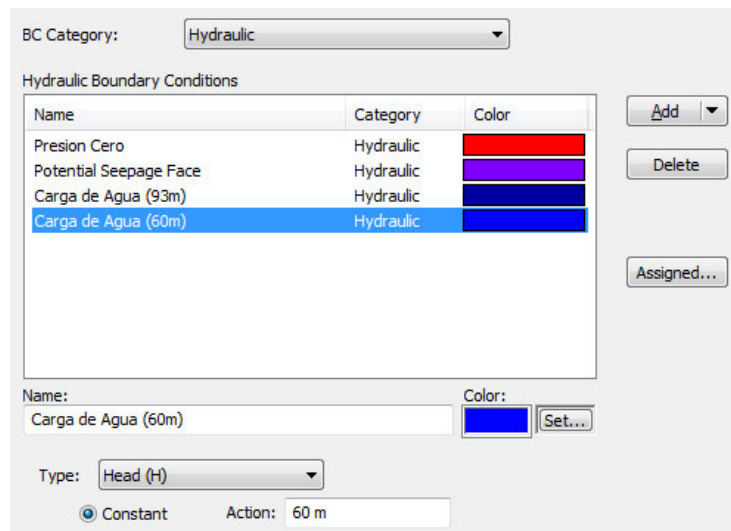 BC Category: Hydraulic
Hydraulic Boundary Conditions
Name Category Color
Add
Presion Cero Hydraulic
Potential Seepage Face Hydraulic
Delete
Carga de Agua (93m) Hydraulic
Carga de Agua (60m) Hydraulic
Assigned...
Name: Color:
Carga de Agua (60m) Set...
Type: Head (H)
Constant Action: 60 m